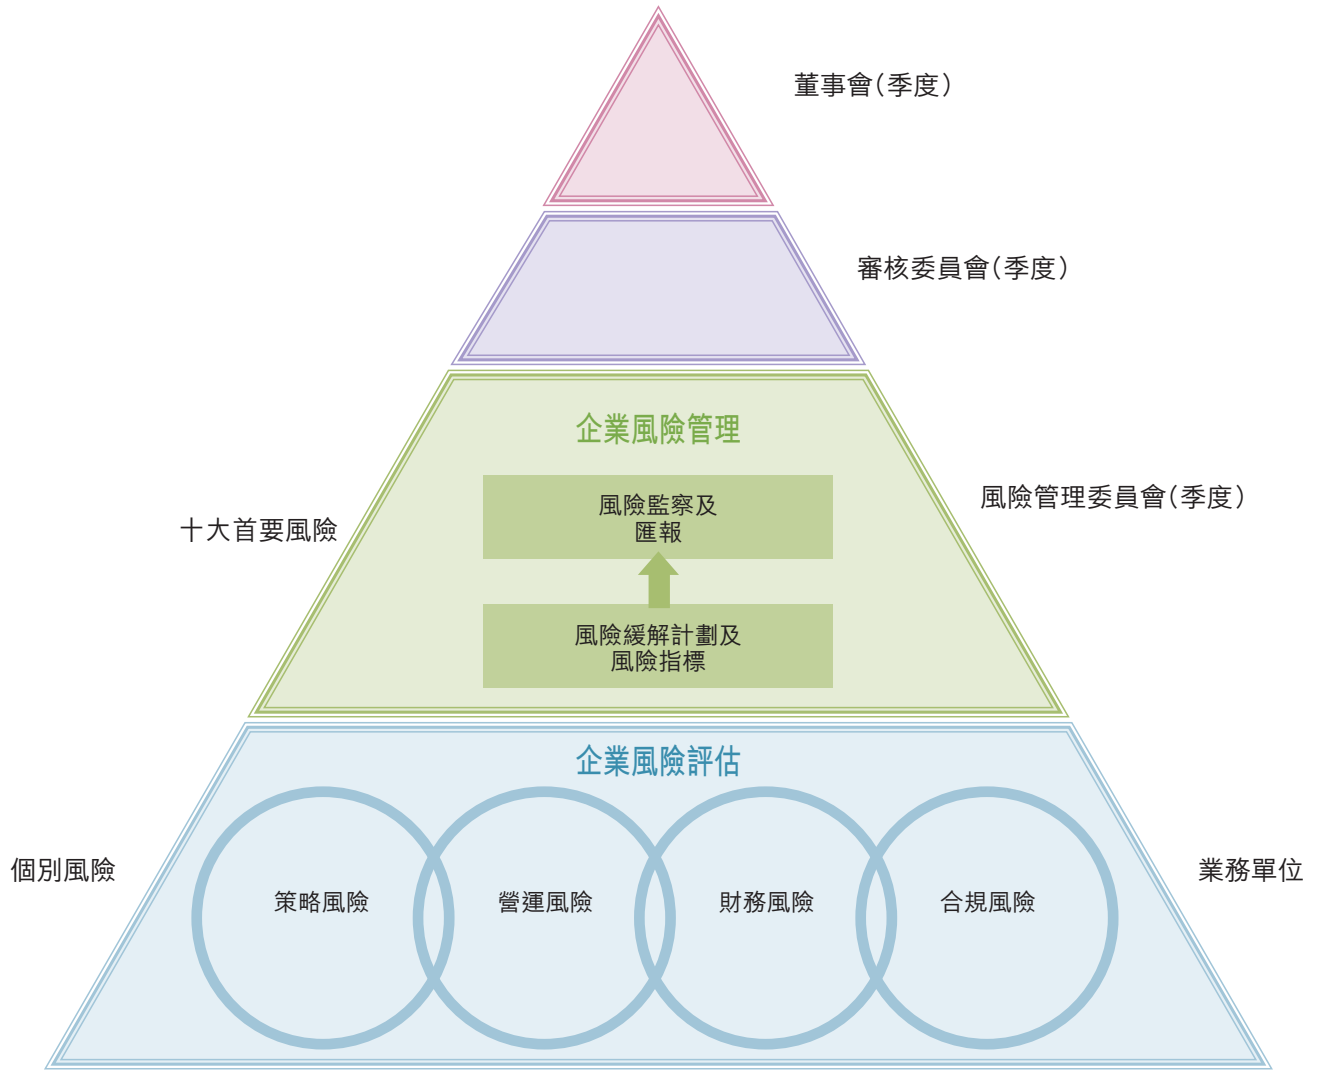 董事會（季度）
審核委員會（季度）
企業風險管理
風險監察及
匯報
風險管理委員會（季度）
十大首要風險
風險緩解計劃及
風險指標
企業風險評估
個別風險
策略風險
營運風險
財務風險
合規風險
業務單位